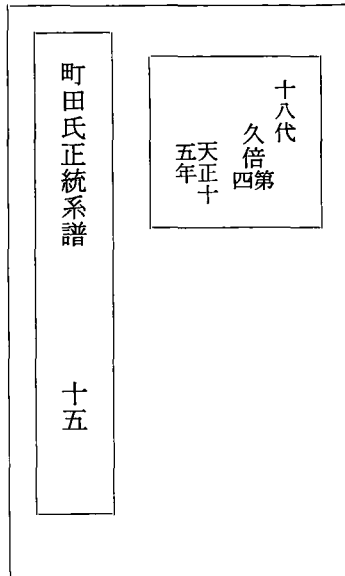 十八代
久倍第四
天正十五年
町田氏正統系譜 十五